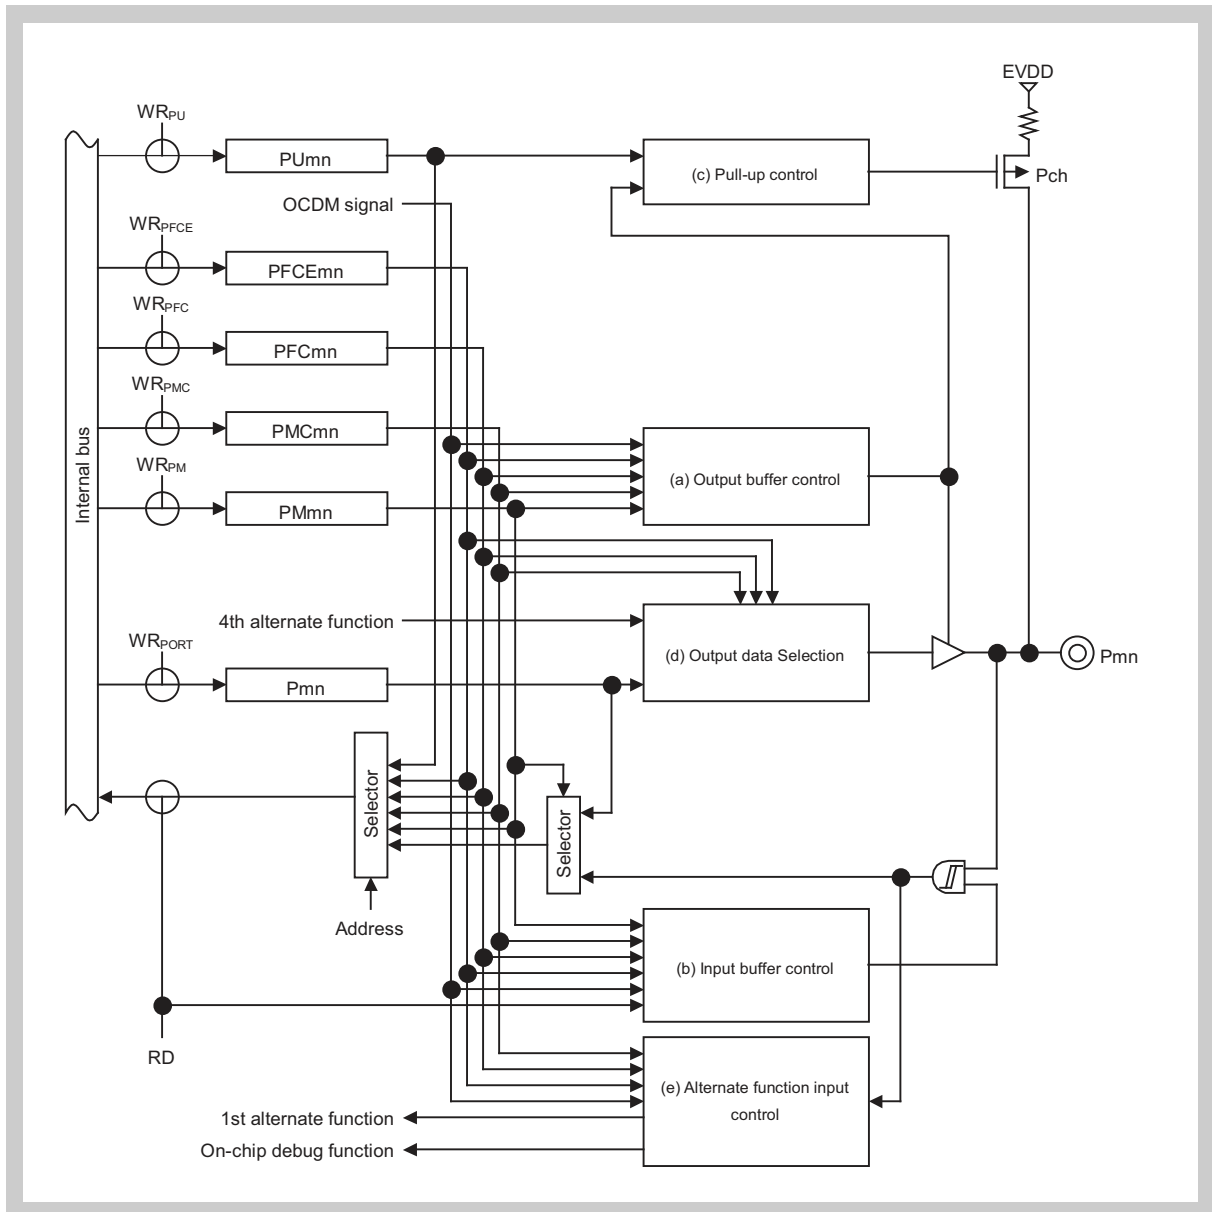 EVDD
WRPU
PUmn
(c) Pull-up control
Pch
OCDM signal
WRPFCE
PFCEmn
WRPFC
PFCmn
WRPMC
PMCmn
Internal bus
WRPM
(a) Output buffer control
PMmn
4th alternate function
WRPORT
(d) Output data Selection
Pmn
Pmn
Selector
Selector
Address
(b) Input buffer control
RD
(e) Alternate function input
control
1st alternate function
On-chip debug function